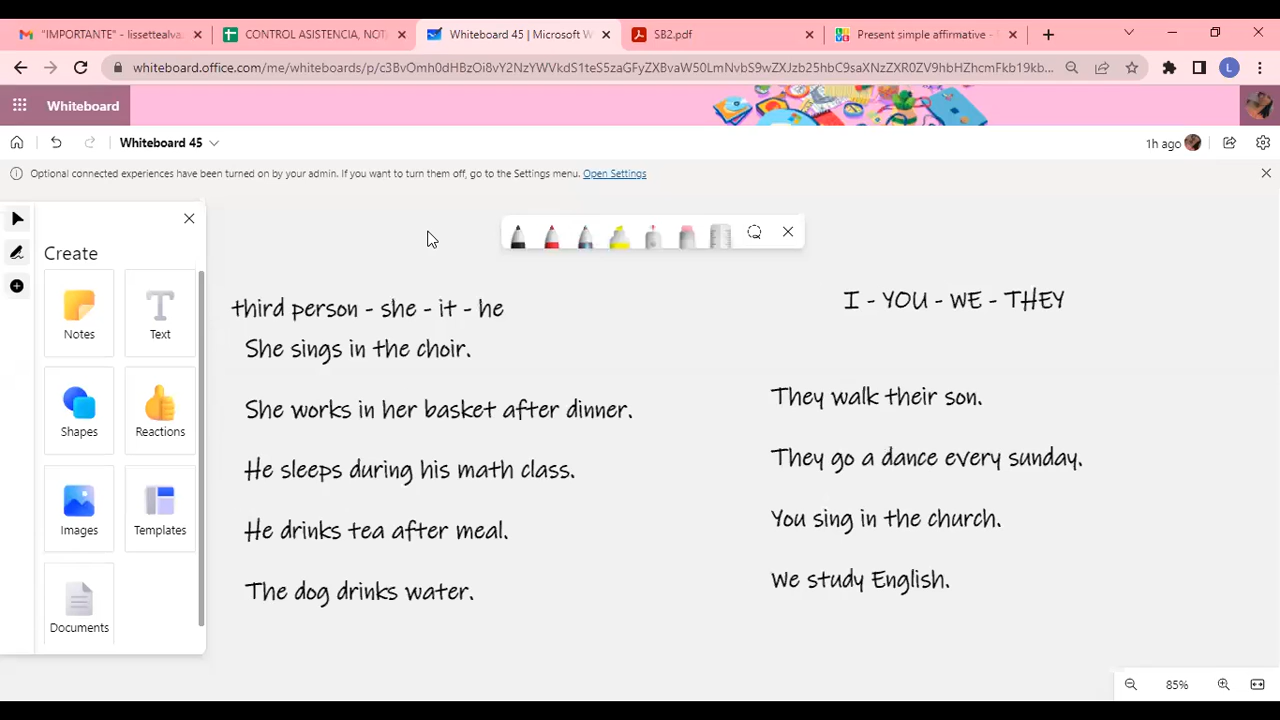 "IMPORTANTE" - lissettealva
CONTROL ASISTENCIA, NOT
Whiteboard 45 | Microsoft W
SB2.pdf
Present simple affirmative -
whiteboard.office.com/me/whiteboards/p/
L
Whiteboard
Whiteboard 45
1h ago
Optional connected experiences have been turned on by your admin. If you want to turn them off, go to the Settings menu. Open Settings
Create
Notes
Text
Shapes
Reactions
Images
Templates
Documents
third person - she - it - he
She sings in the choir.
She works in her basket after dinner.
He sleeps during his math class.
He drinks tea after meal.
The dog drinks water.
I - YOU - WE - THEY
They walk their son.
They go a dance every sunday.
You sing in the church.
We study English.
85%